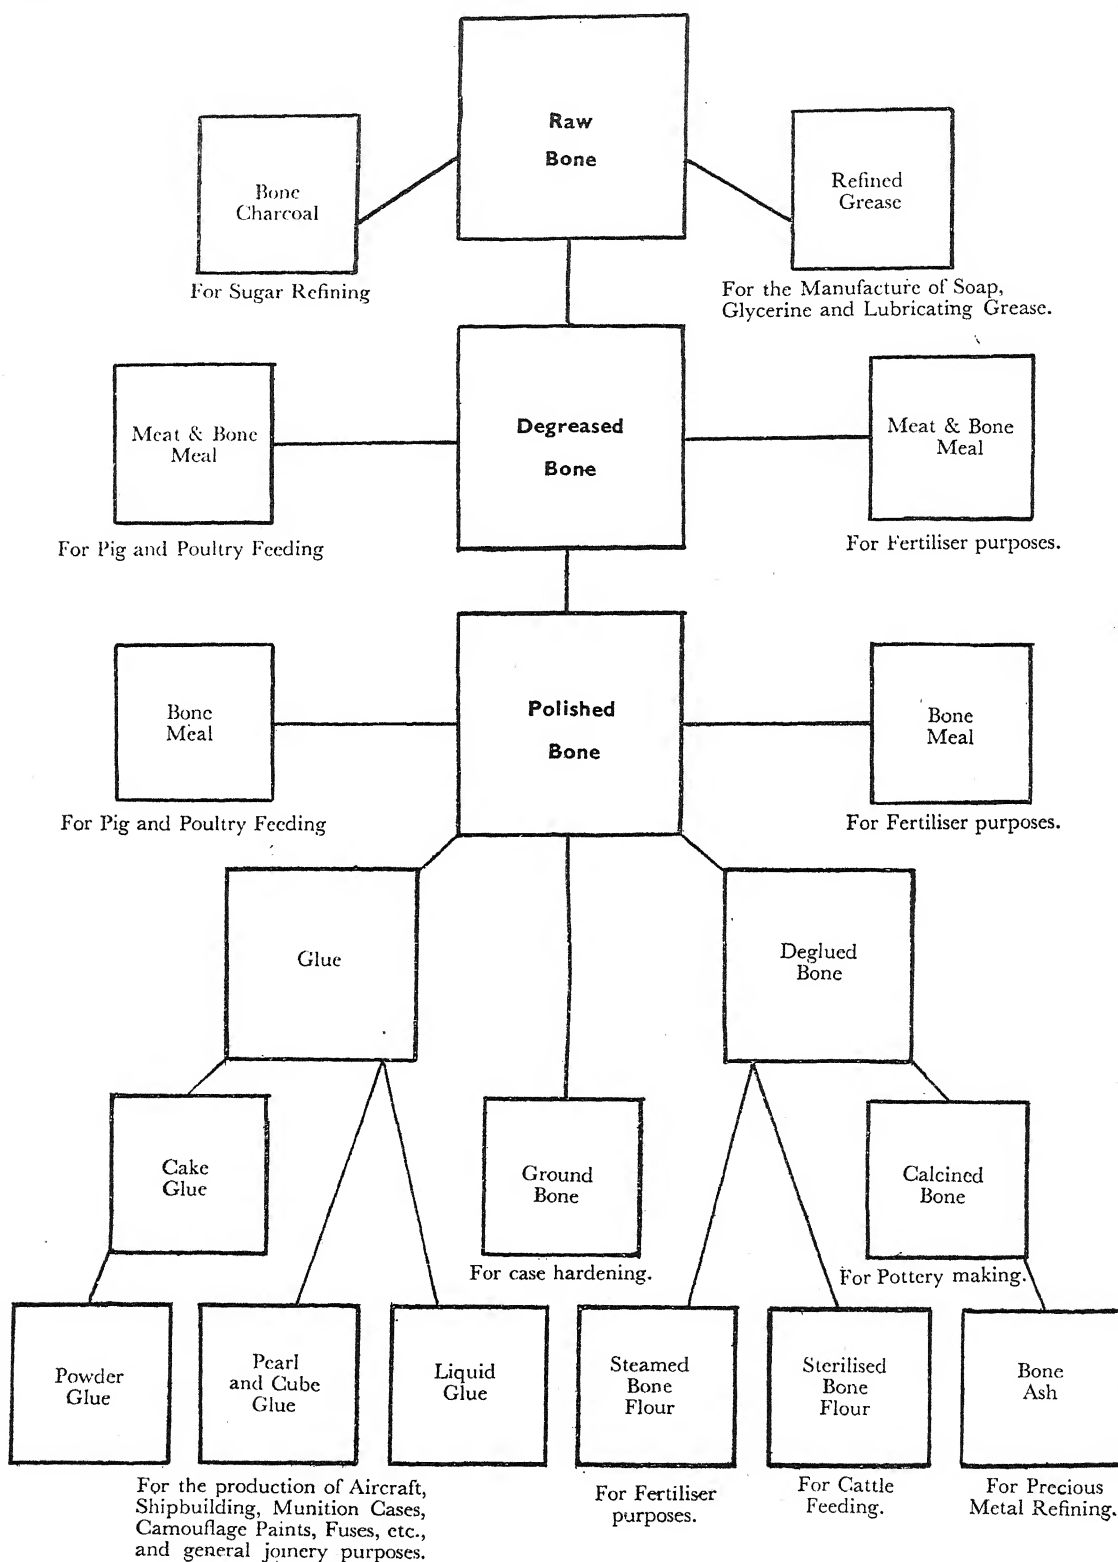 Raw
Bone
Bone
Charcoal
For Sugar Refining
Refined
Grease
For the Manufacture of Soap,
Glycerine and Lubricating Grease.
Degreased
Bone
Meat & Bone
Meal
For Pig and Poultry Feeding
Meat & Bone
Meal
For Fertiliser purposes.
Polished
Bone
Bone
Meal
For Pig and Poultry Feeding
Bone
Meal
For Fertiliser purposes.
Glue
Deglued
Bone
Cake
Glue
Ground
Bone
For case hardening.
Calcined
Bone
For Pottery making.
Powder
Glue
Pearl
and Cube
Glue
Liquid
Glue
For the production of Aircraft,
Shipbuilding, Munition Cases,
Camouflage Paints, Fuses, etc.,
and general joinery purposes.
Steamed
Bone
Flour
For Fertiliser
purposes.
Sterilised
Bone
Flour
For Cattle
Feeding.
Bone
Ash
For Precious
Metal Refining.